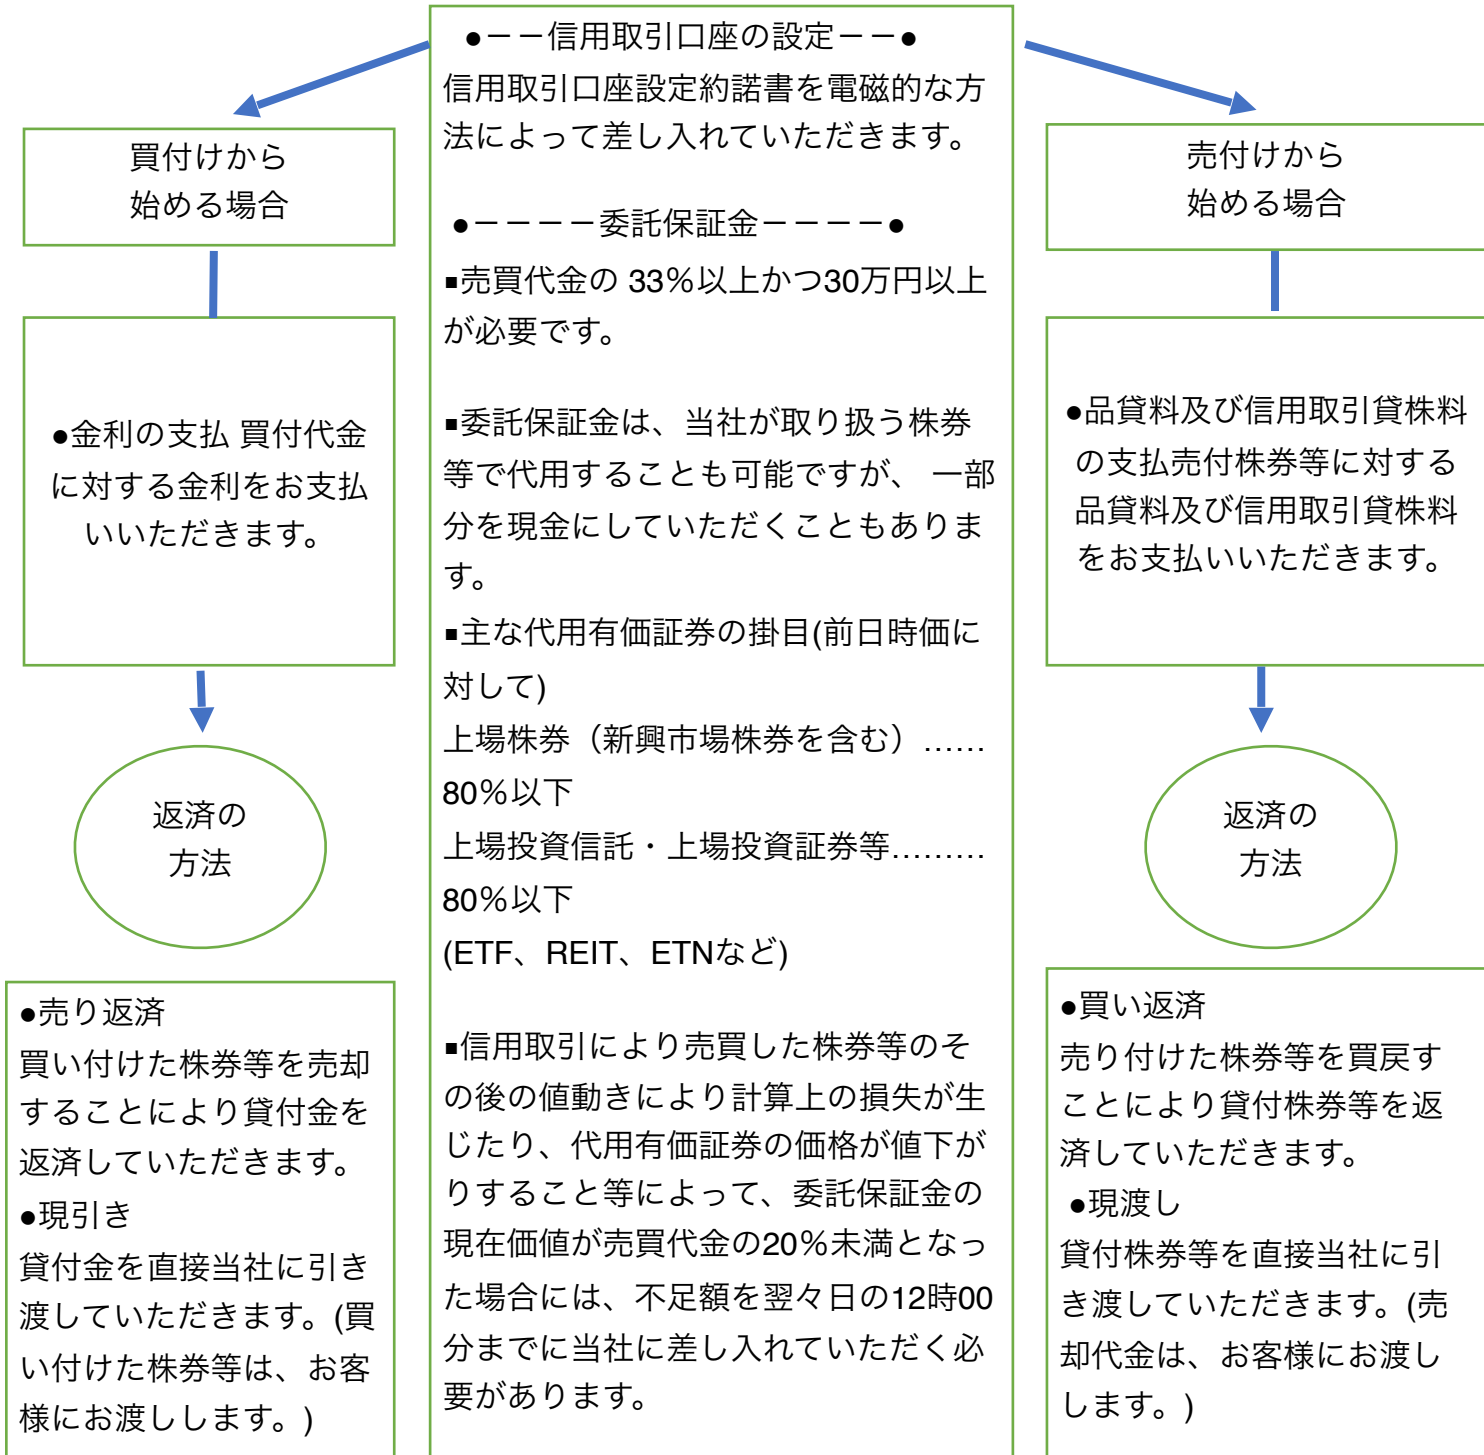 ●ーー信用取引口座の設定ーー●
信用取引口座設定約諾書を電磁的な方
法によって差し入れていただきます。
●ーーーー委託保証金ーーーー●
■売買代金の 33%以上かつ30万円以上
が必要です。
■委託保証金は、当社が取り扱う株券
等で代用することも可能ですが、 一部
分を現金にしていただくこともありま
す。
■主な代用有価証券の掛目(前日時価に
対して)
上場株券（新興市場株券を含む）……
80%以下
上場投資信託・上場投資証券等………
80%以下
(ETF、REIT、ETNなど)
■信用取引により売買した株券等のそ
の後の値動きにより計算上の損失が生
じたり、代用有価証券の価格が値下が
りすること等によって、委託保証金の
現在価値が売買代金の20%未満となっ
た場合には、不足額を翌々日の12時00
分までに当社に差し入れていただく必
要があります。
買付けから
始める場合
●金利の支払 買付代金
に対する金利をお支払
いいただきます。
返済の
方法
●売り返済
買い付けた株券等を売却
することにより貸付金を
返済していただきます。
●現引き
貸付金を直接当社に引き
渡していただきます。(買
い付けた株券等は、お客
様にお渡しします。)
売付けから
始める場合
●品貸料及び信用取引貸株料
の支払売付株券等に対する
品貸料及び信用取引貸株料
をお支払いいただきます。
返済の
方法
●買い返済
売り付けた株券等を買戻す
ことにより貸付株券等を返
済していただきます。
●現渡し
貸付株券等を直接当社に引
き渡していただきます。(売
却代金は、お客様にお渡し
します。)